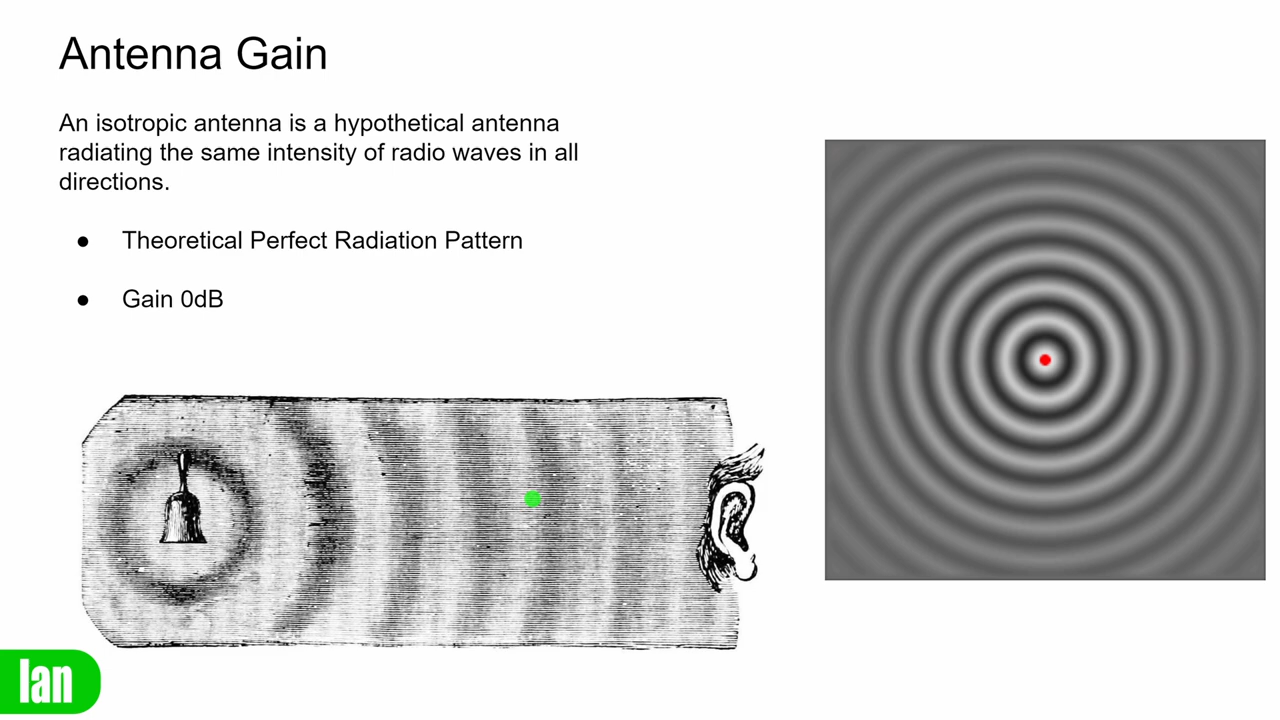 Antenna Gain
An isotropic antenna is a hypothetical antenna
radiating the same intensity of radio waves in all
directions.
● Theoretical Perfect Radiation Pattern
● Gain 0dB
Ian